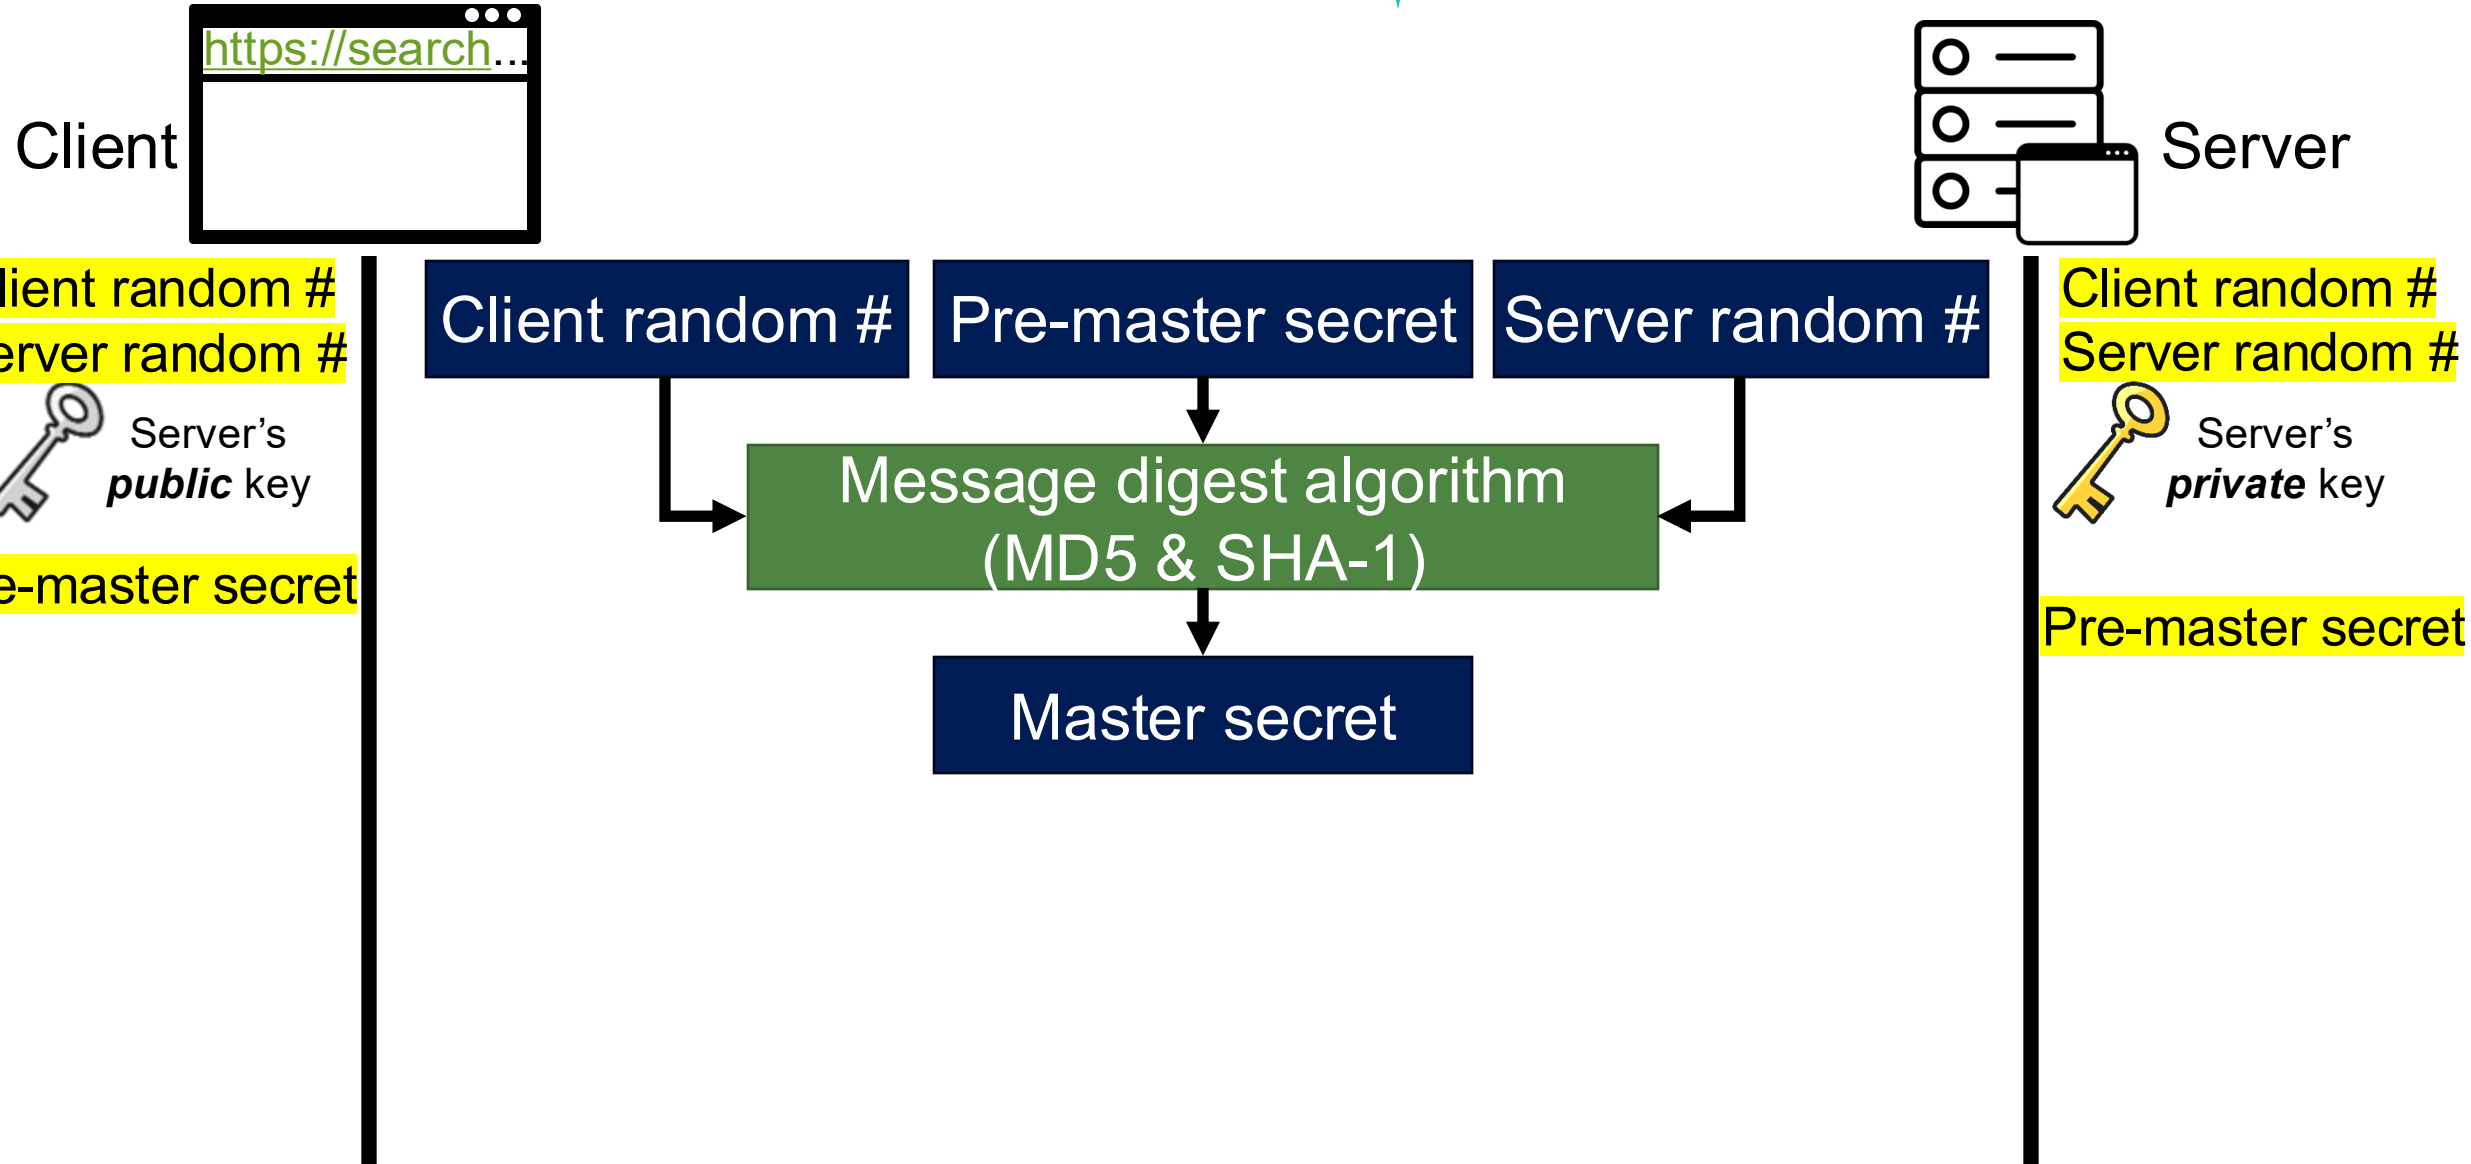 https://search...
Client
Server
lient random #
erver random #
Server's
public key
e-master secret
Client random #
Pre-master secret
Server random #
Message digest algorithm
(MD5 & SHA-1)
Master secret
Client random #
Server random #
Server's
private key
Pre-master secret